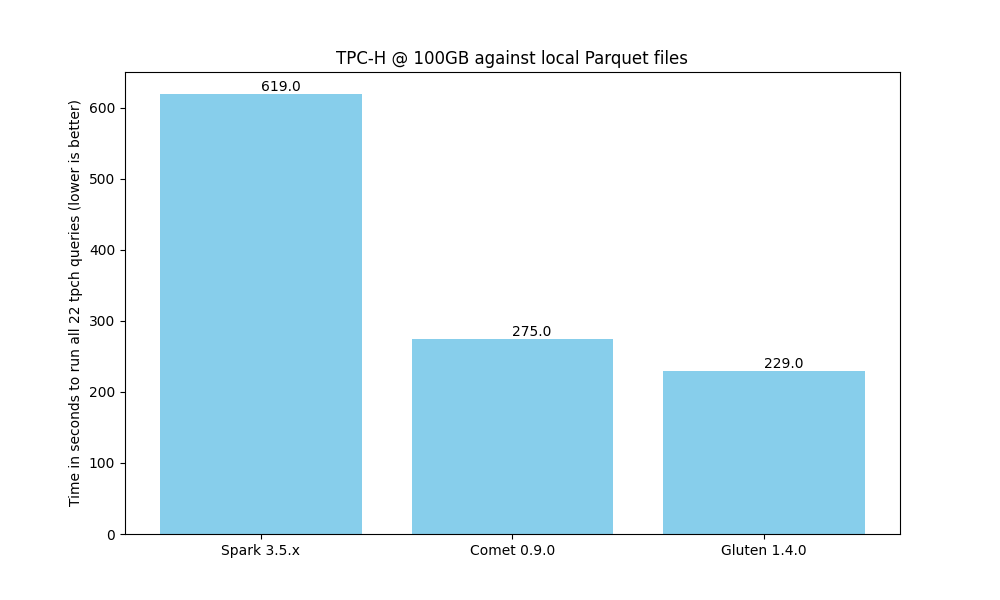 TPC-H @ 100GB against local Parquet files
Time in seconds to run all 22 tpch queries (lower is better)
600
500
400
300
200
100
0
619.0
275.0
229.0
Spark 3.5.x
Comet 0.9.0
Gluten 1.4.0